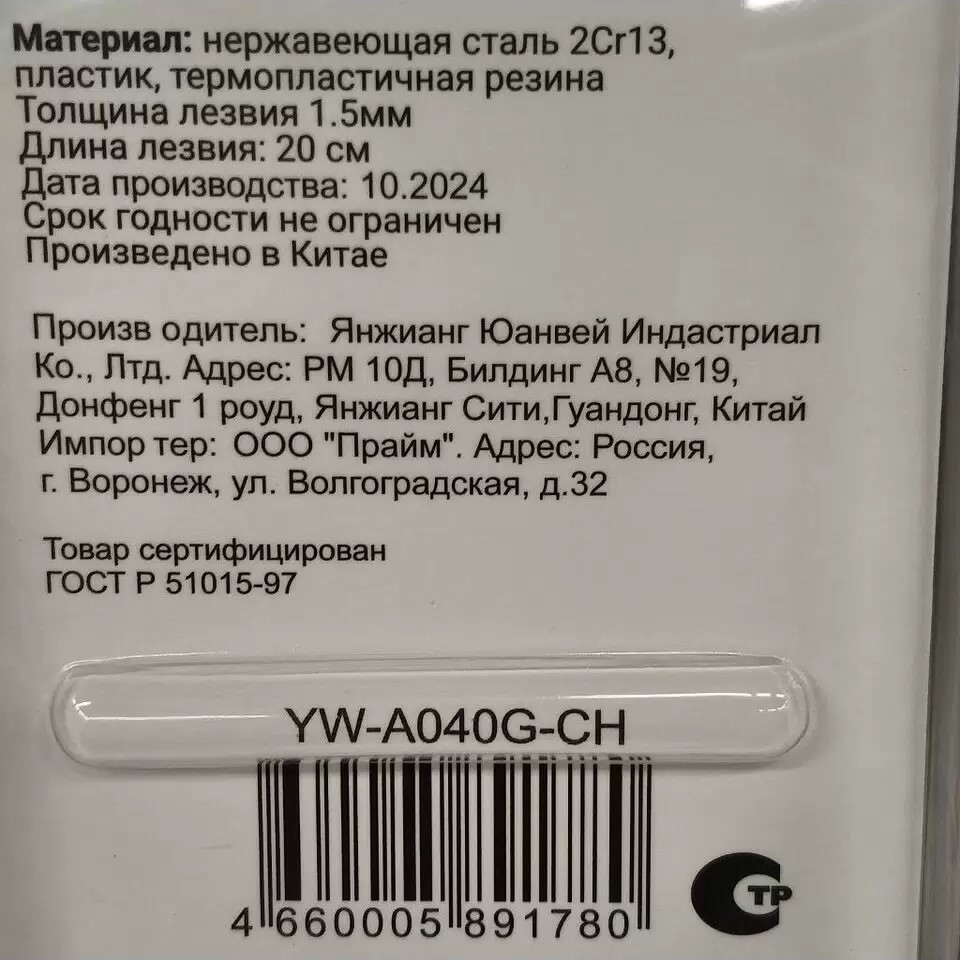 Материал: нержавеющая сталь 2Cr13,
пластик, термопластичная резина
Толщина лезвия 1.5мм
Длина лезвия: 20 см
Дата производства: 10.2024
Срок годности не ограничен
Произведено в Китае
Произв одитель: Янжианг Юанвей Индастриал
Ко., Лтд. Адрес: РМ 10Д, Билдинг А8, №19,
Донфенг 1 роуд, Янжианг Сити,Гуандонг, Китай
Импор тер: ООО "Прайм". Адрес: Россия,
г. Воронеж, ул. Волгоградская, д.32
Товар сертифицирован
ГОСТ Р 51015-97
YW-A040G-CH
4 660005 891780
СТР